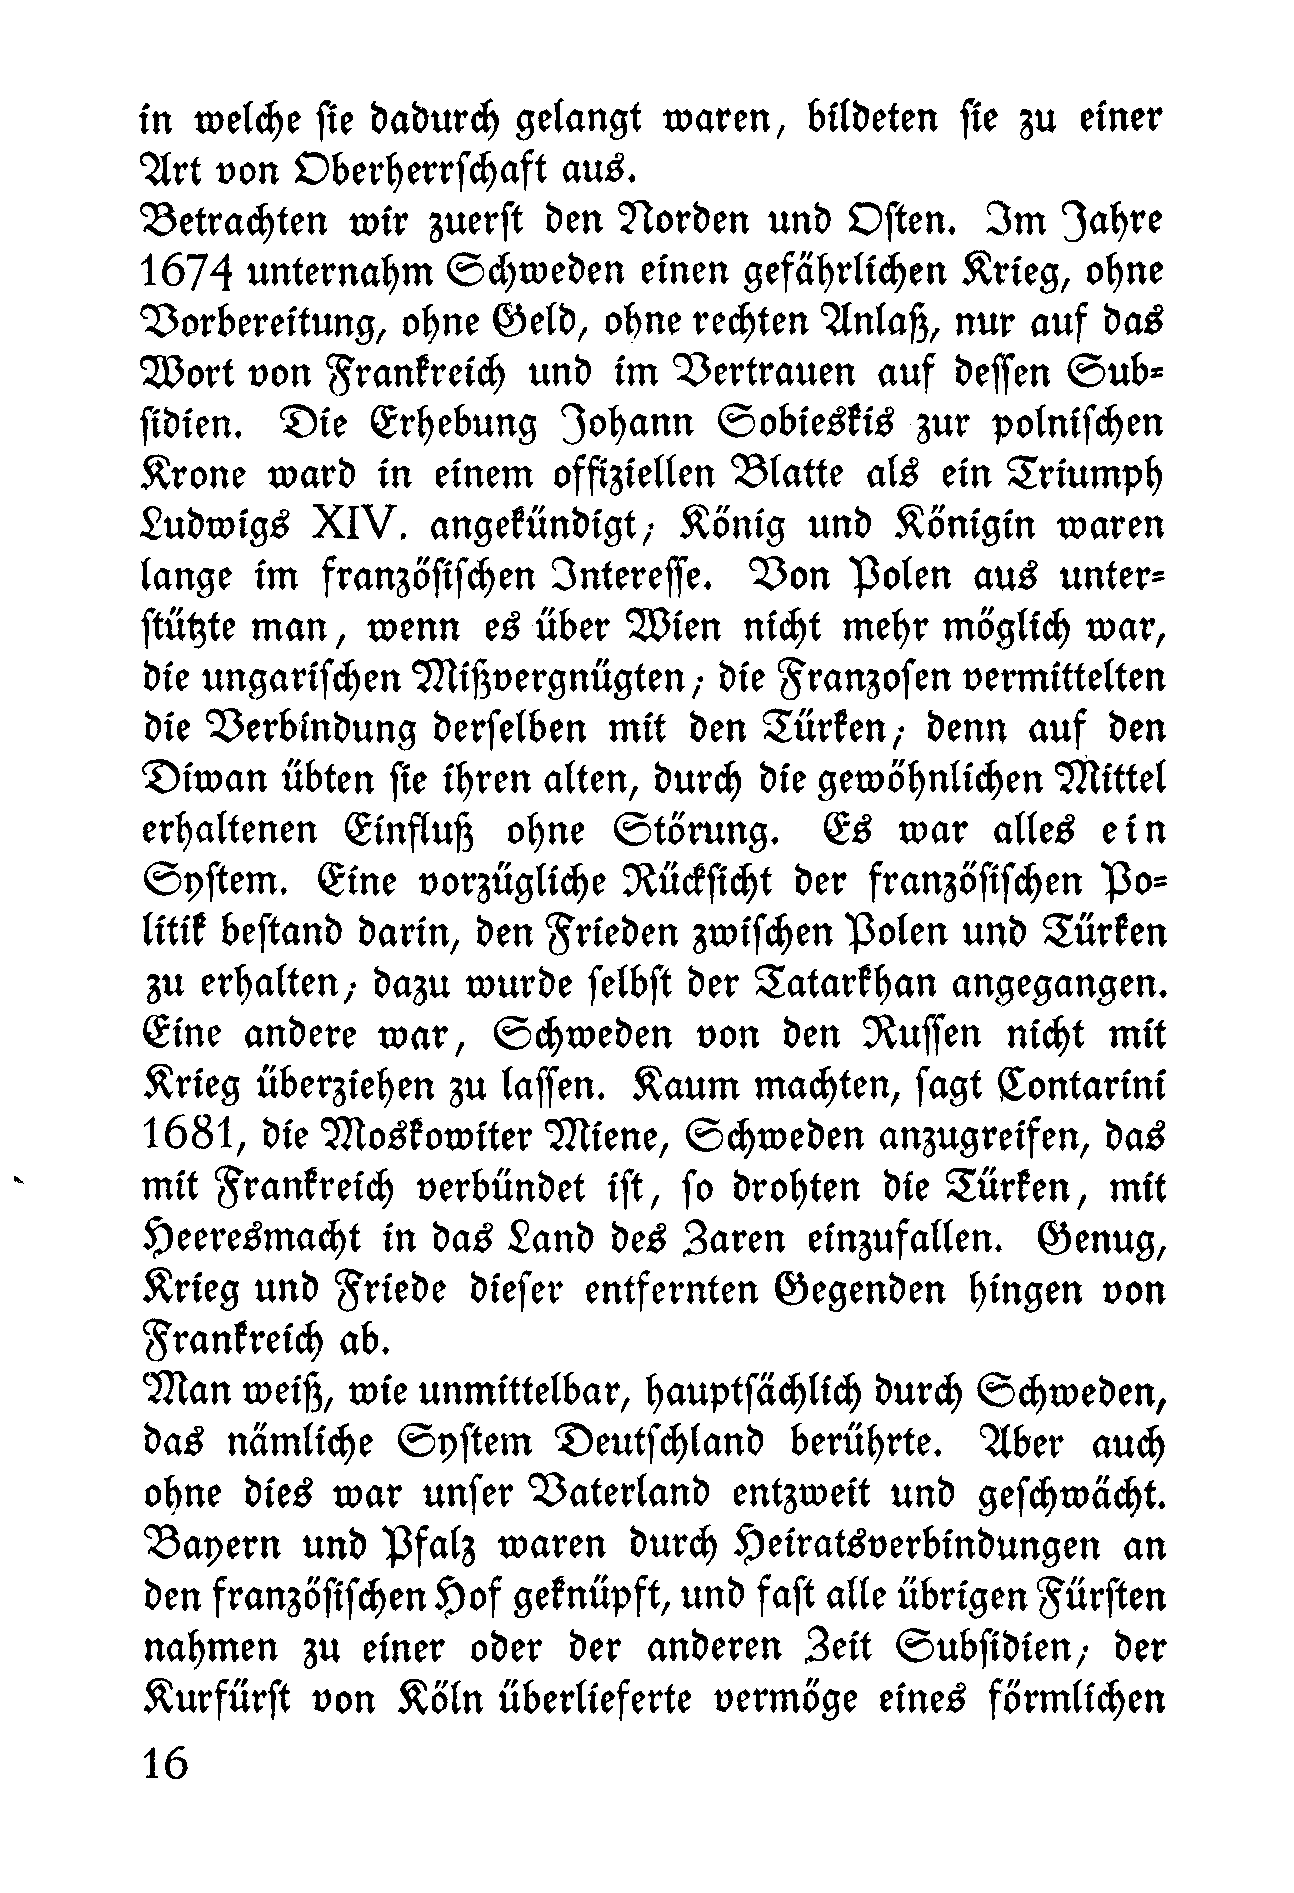 in welche ſie dadurch gelangt waren, bildeten ſie zu einer
Art von Oberherrſchaft aus.
Betrachten wir zuerſt den Norden und Oſten. Im Jahre
1674 unternahm Schweden einen gefährlichen Krieg, ohne
Vorbereitung, ohne Geld, ohne rechten Anlaß, nur auf das
Wort von Frankreich und im Vertrauen auf deſſen Sub⸗
ſidien. Die Erhebung Johann Sobieskis zur polniſchen
Krone ward in einem offiziellen Blatte als ein Triumph
Ludwigs XIV. angekündigt; König und Königin waren
lange im franzöſiſchen Intereſſe. Von Polen aus unter⸗
ſtützte man, wenn es über Wien nicht mehr möglich war,
die ungariſchen Mißvergnügten; die Franzoſen vermittelten
die Verbindung derſelben mit den Türken; denn auf den
Diwan übten ſie ihren alten, durch die gewöhnlichen Mittel
erhaltenen Einfluß ohne Störung. Es war alles ein
Syſtem. Eine vorzügliche Rückſicht der franzöſiſchen Po⸗
litik beſtand darin, den Frieden zwiſchen Polen und Türken
zu erhalten; dazu wurde ſelbſt der Tatarkhan angegangen.
Eine andere war, Schweden von den Ruſſen nicht mit
Krieg überziehen zu laſſen. Kaum machten, ſagt Contarini
1681, die Moskowiter Miene, Schweden anzugreifen, das
mit Frankreich verbündet iſt, ſo drohten die Türken, mit
Heeresmacht in das Land des Zaren einzufallen. Genug,
Krieg und Friede dieſer entfernten Gegenden hingen von
Frankreich ab.
Man weiß, wie unmittelbar, hauptſächlich durch Schweden,
das nämliche Syſtem Deutſchland berührte. Aber auch
ohne dies war unſer Vaterland entzweit und geſchwächt.
Bayern und Pfalz waren durch Heiratsverbindungen an
den franzöſiſchen Hof geknüpft, und faſt alle übrigen Fürſten
nahmen zu einer oder der anderen Zeit Subſidien; der
Kurfürſt von Köln überlieferte vermöge eines förmlichen
16